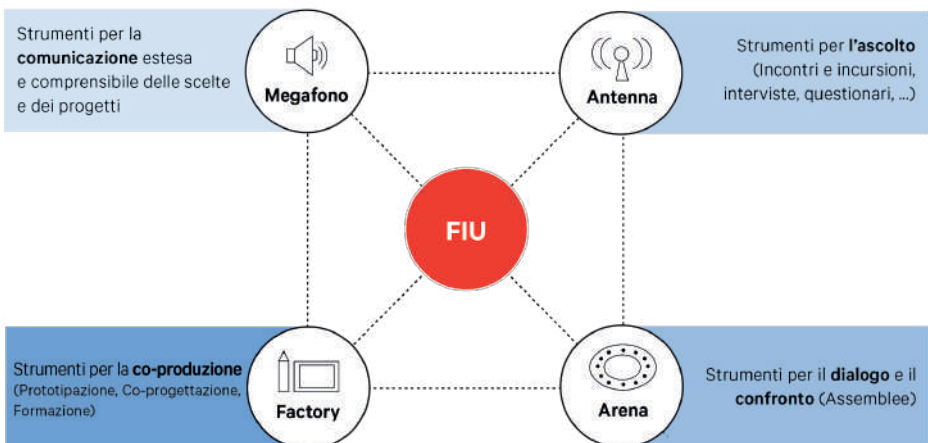 Strumenti per la
comunicazione estesa
e comprensibile delle scelte
e dei progetti
Megafono
Antenna
Strumenti per l'ascolto
(Incontri e incursioni,
interviste, questionari, ...)
FIU
Strumenti per la co-produzione
(Prototipazione, Co-progettazione,
Formazione)
Factory
Arena
Strumenti per il dialogo e il
confronto (Assemblee)